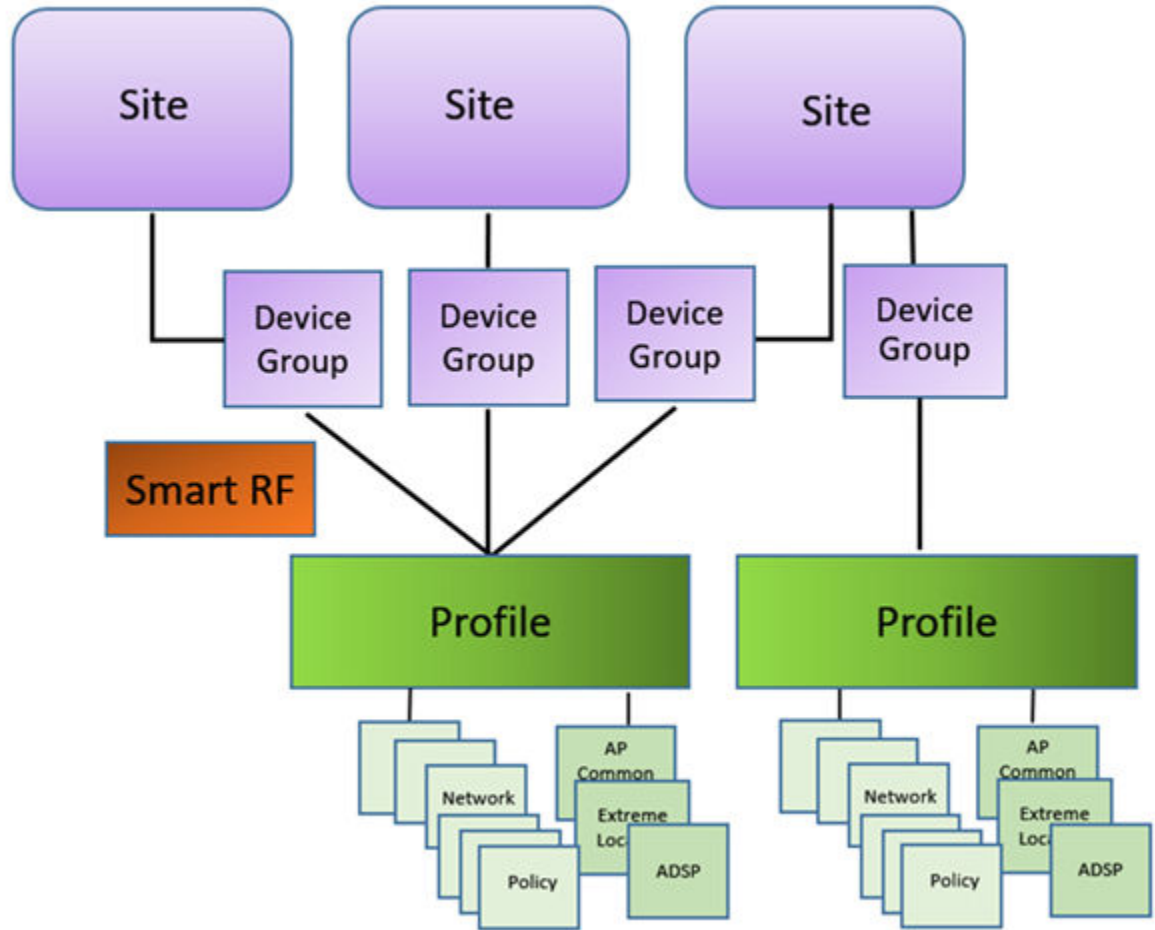 Site
Site
Site
Device
Group
Device
Group
Device
Group
Device
Group
Smart RF
Profile
Profile
Network
Policy
AP
Common
Extreme
ADSP
Network
Policy
AP
Common
Extreme
ADSP